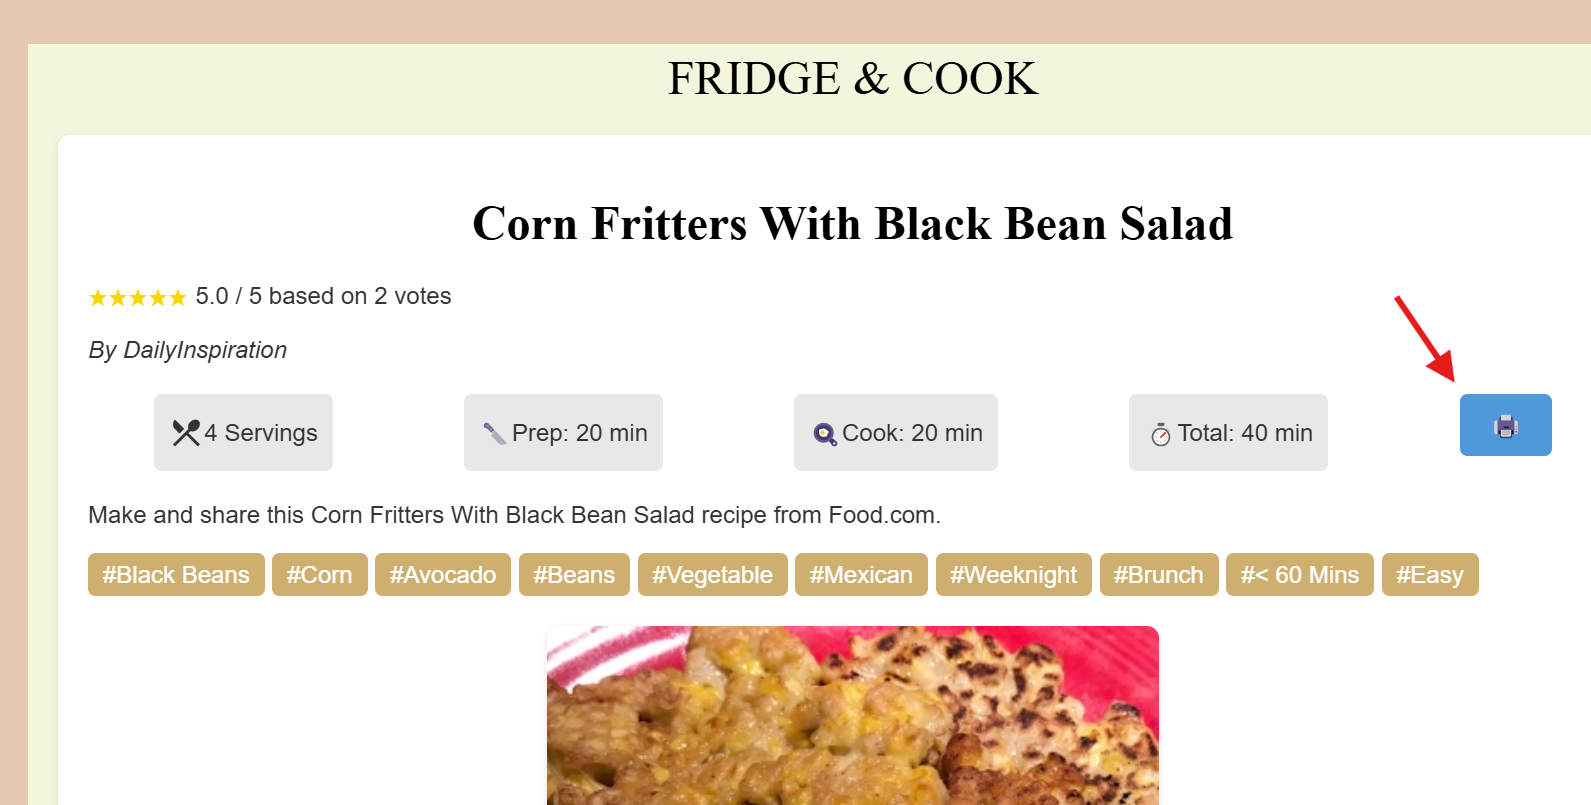 FRIDGE & COOK
Corn Fritters With Black Bean Salad
5.0 / 5 based on 2 votes
By DailyInspiration
4 Servings
Prep: 20 min
Cook: 20 min
Total: 40 min
Make and share this Corn Fritters With Black Bean Salad recipe from Food.com.
#Black Beans #Corn #Avocado #Beans #Vegetable #Mexican #Weeknight #Brunch #< 60 Mins #Easy